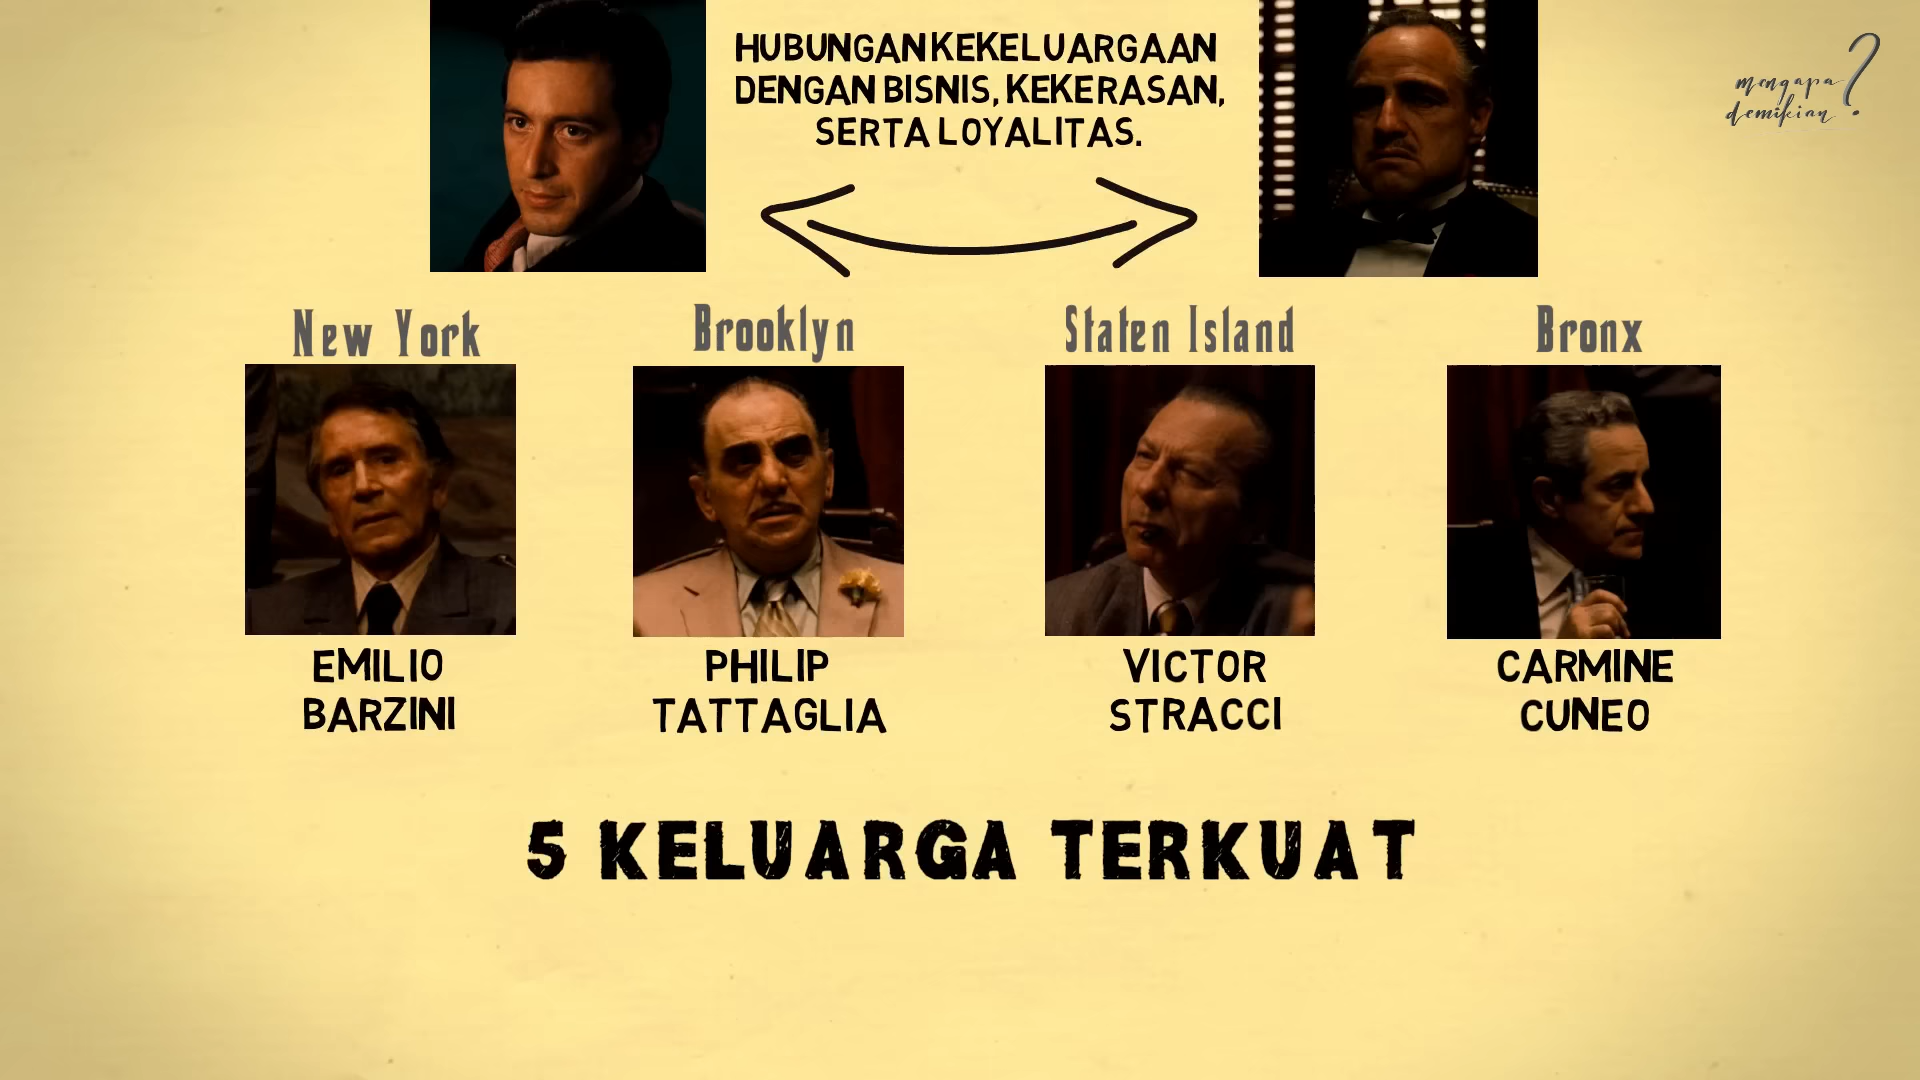 HUBUNGAN KEKELUARGAAN
DENGAN BISNIS, KEKERASAN,
SERTA LOYALITAS.
mengapa
demikian ?
New York
Brooklyn
Staten Island
Bronx
EMILIO
BARZINI
PHILIP
TATTAGLIA
VICTOR
STRACCI
CARMINE
CUNEO
5 KELUARGA TERKUAT